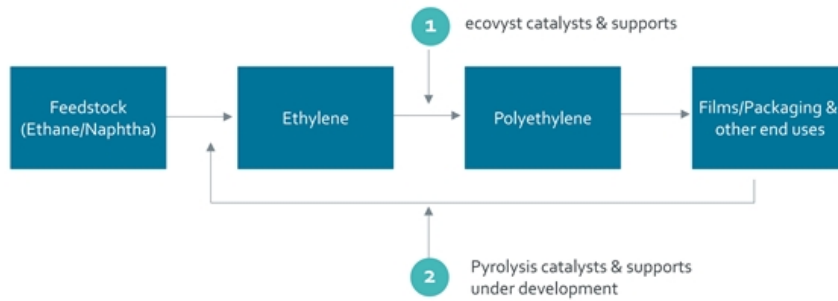 1 ecovyst catalysts & supports
Feedstock
(Ethane/Naphtha)
Ethylene
Polyethylene
Films/Packaging &
other end uses
2 Pyrolysis catalysts & supports
under development